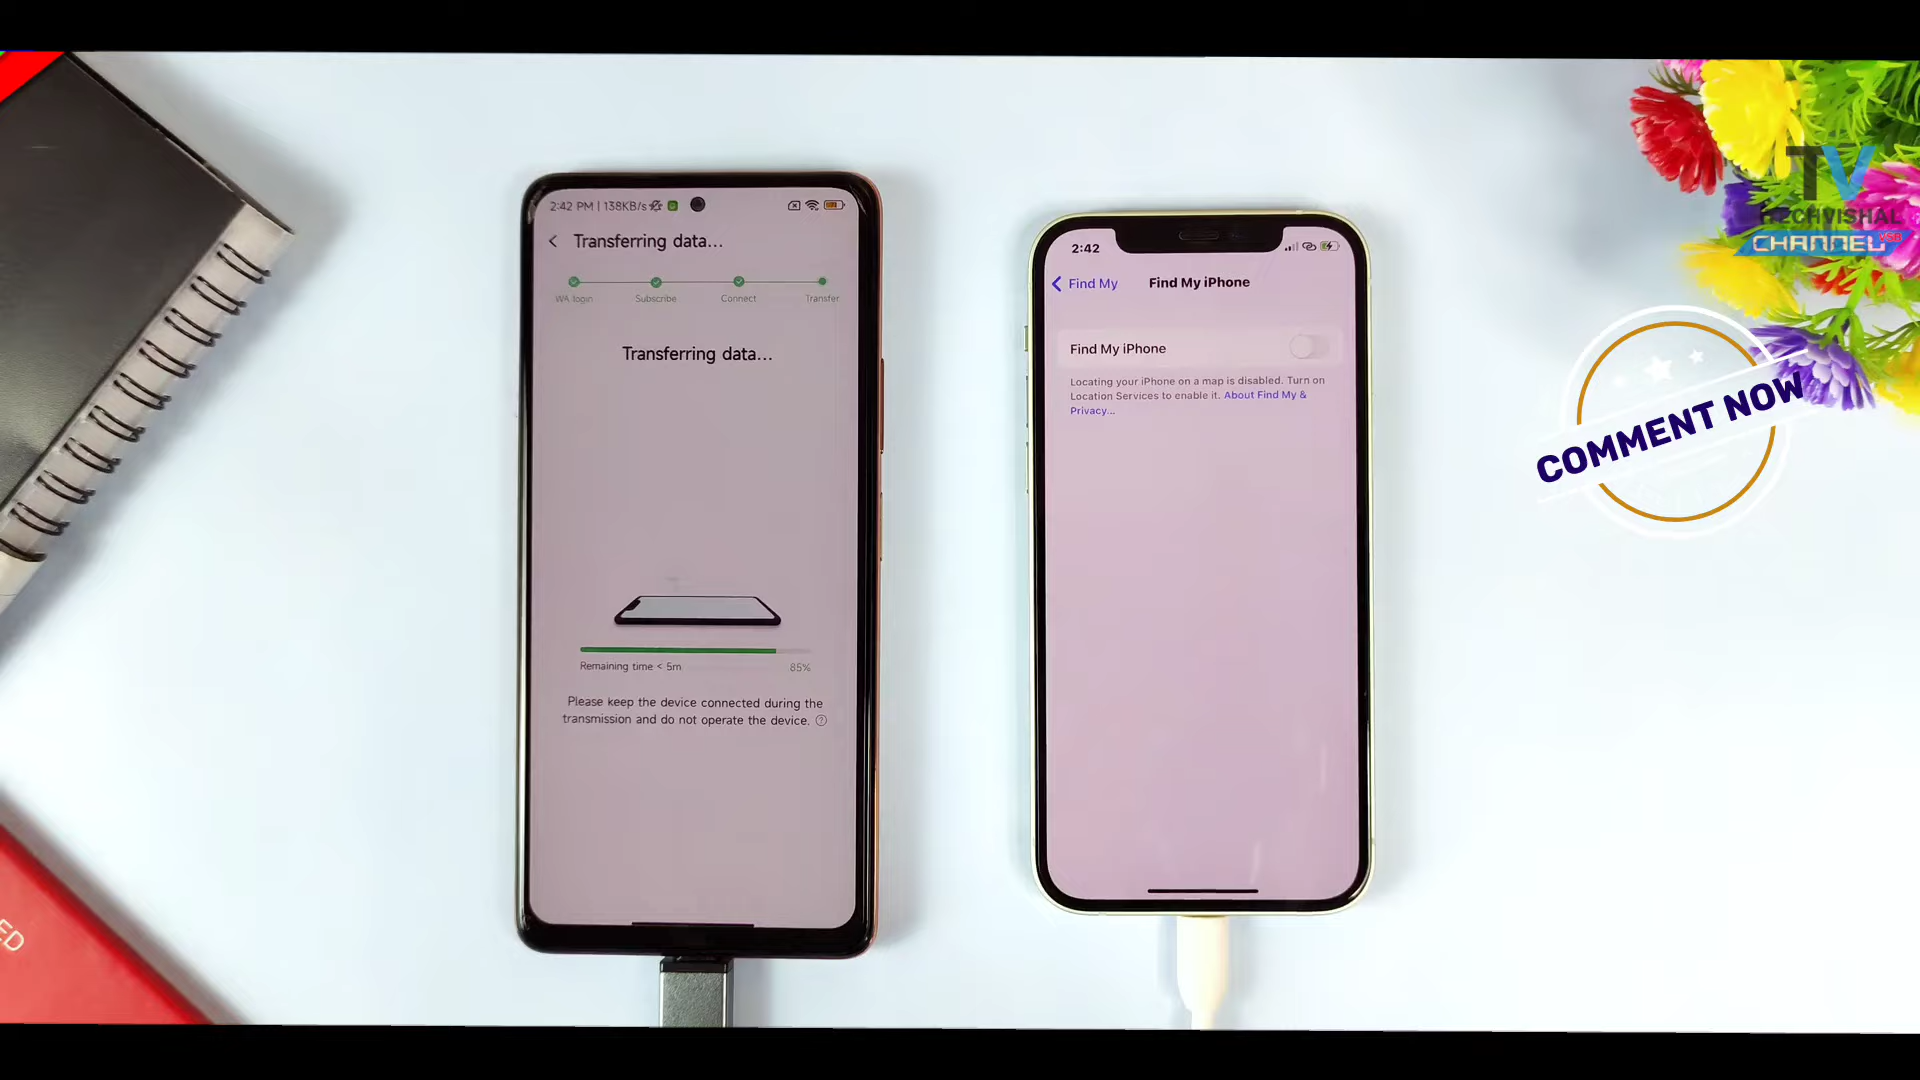 2:42 PM | 138KB/s
Transferring data...
WA login
Subscribe
Connect
Transfer
Transferring data...
Remaining time < 5m
85%
Please keep the device connected during the
transmission and do not operate the device.
2:42
Find My
Find My iPhone
Find My iPhone
Locating your iPhone on a map is disabled. Turn on
Location Services to enable it. About Find My &
Privacy...
TV
TECHVISHAL
CHANNEL VSB
COMMENT NOW
ED